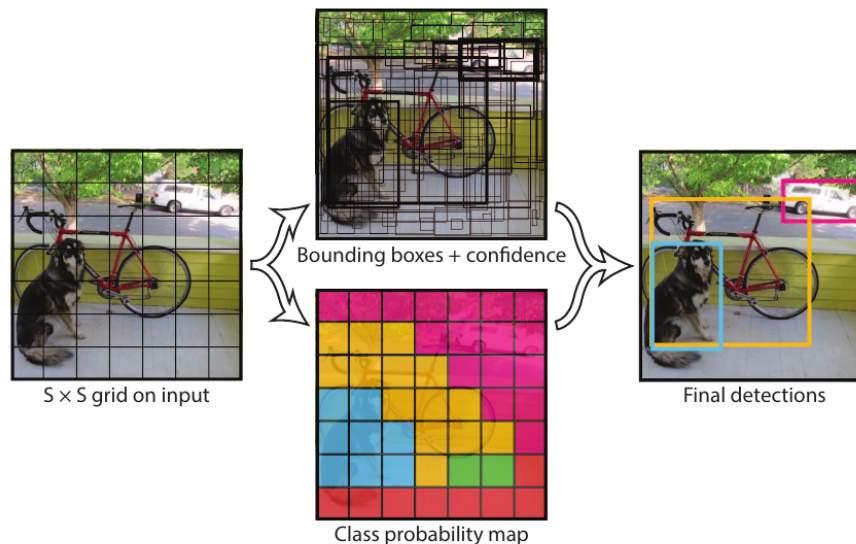 S × S grid on input
Bounding boxes + confidence
Class probability map
Final detections